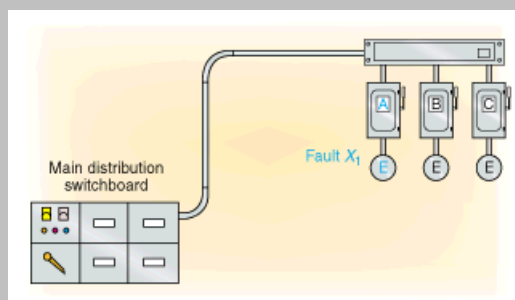 A B C
Fault X₁
E E E
Main distribution
switchboard